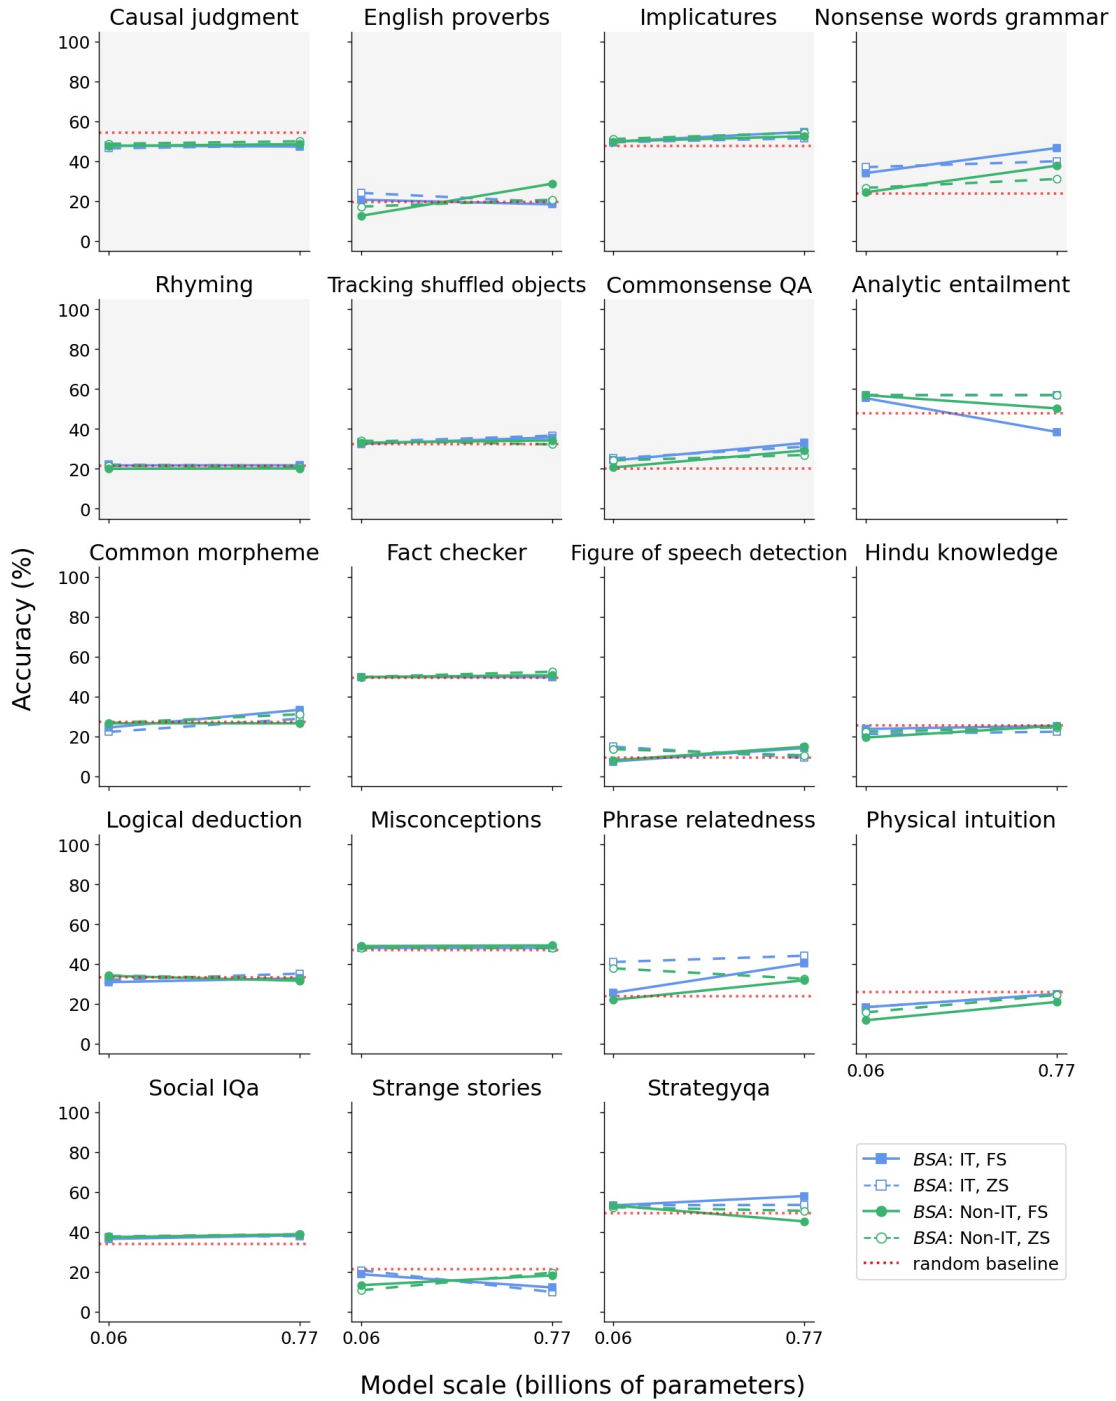 Causal judgment
English proverbs
Implicatures
Nonsense words grammar
100
80
60
40
20
0
Rhyming
Tracking shuffled objects
Commonsense QA
Analytic entailment
100
80
60
40
20
0
Common morpheme
Fact checker
Figure of speech detection
Hindu knowledge
100
80
60
40
20
0
Logical deduction
Misconceptions
Phrase relatedness
Physical intuition
100
80
60
40
20
0
0.06 0.77
Social IQa
Strange stories
Strategyqa
100
80
60
40
20
0
0.06 0.77
0.06 0.77
0.06 0.77
BSA: IT, FS
BSA: IT, ZS
BSA: Non-IT, FS
BSA: Non-IT, ZS
random baseline
Accuracy (%)
Model scale (billions of parameters)